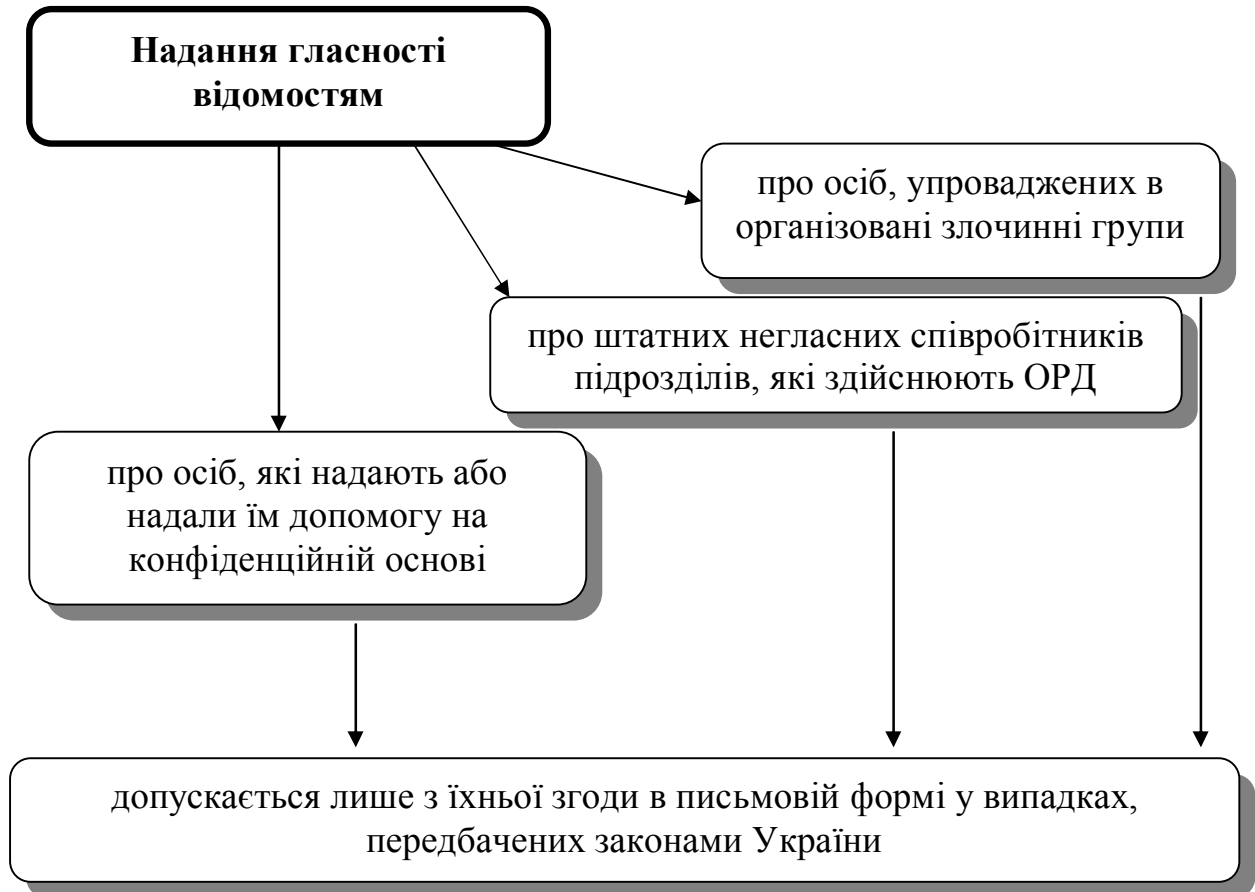 Надання гласності
відомостям
про осіб, упроваджених в
організовані злочинні групи
про штатних негласних співробітників
підрозділів, які здійснюють ОРД
про осіб, які надають або
надали їм допомогу на
конфіденційній основі
допускається лише з їхньої згоди в письмовій формі у випадках,
передбачених законами України